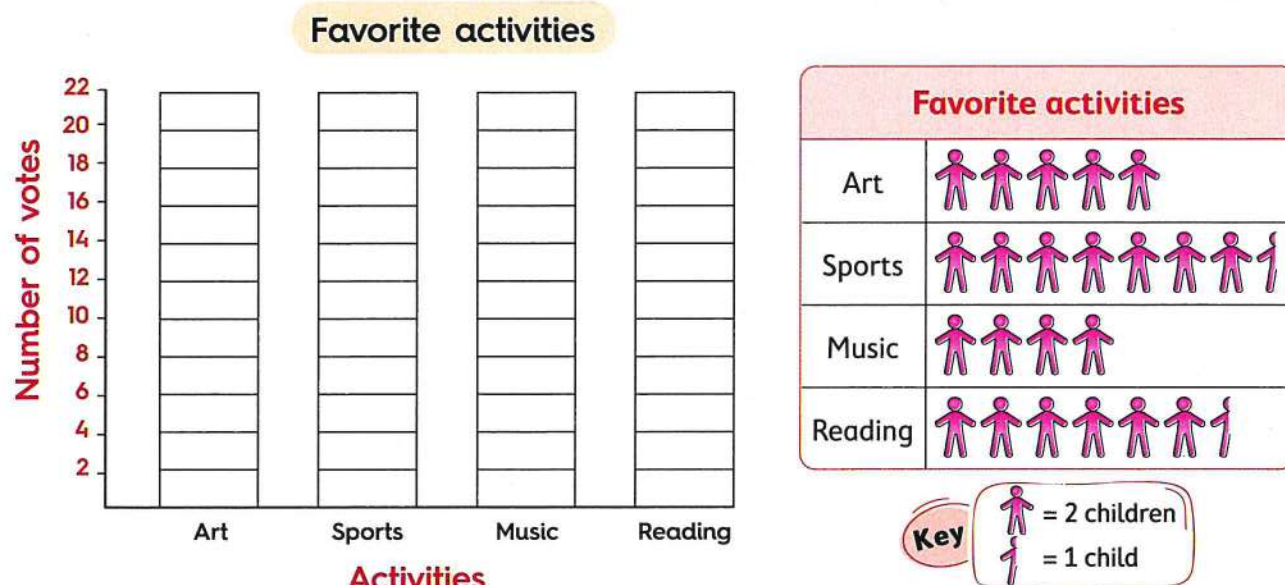 Favorite activities
Number of votes
22
20
18
16
14
12
10
8
6
4
2
Art Sports Music Reading
Activities
Favorite activities
Art
Sports
Music
Reading
Key
= 2 children
= 1 child